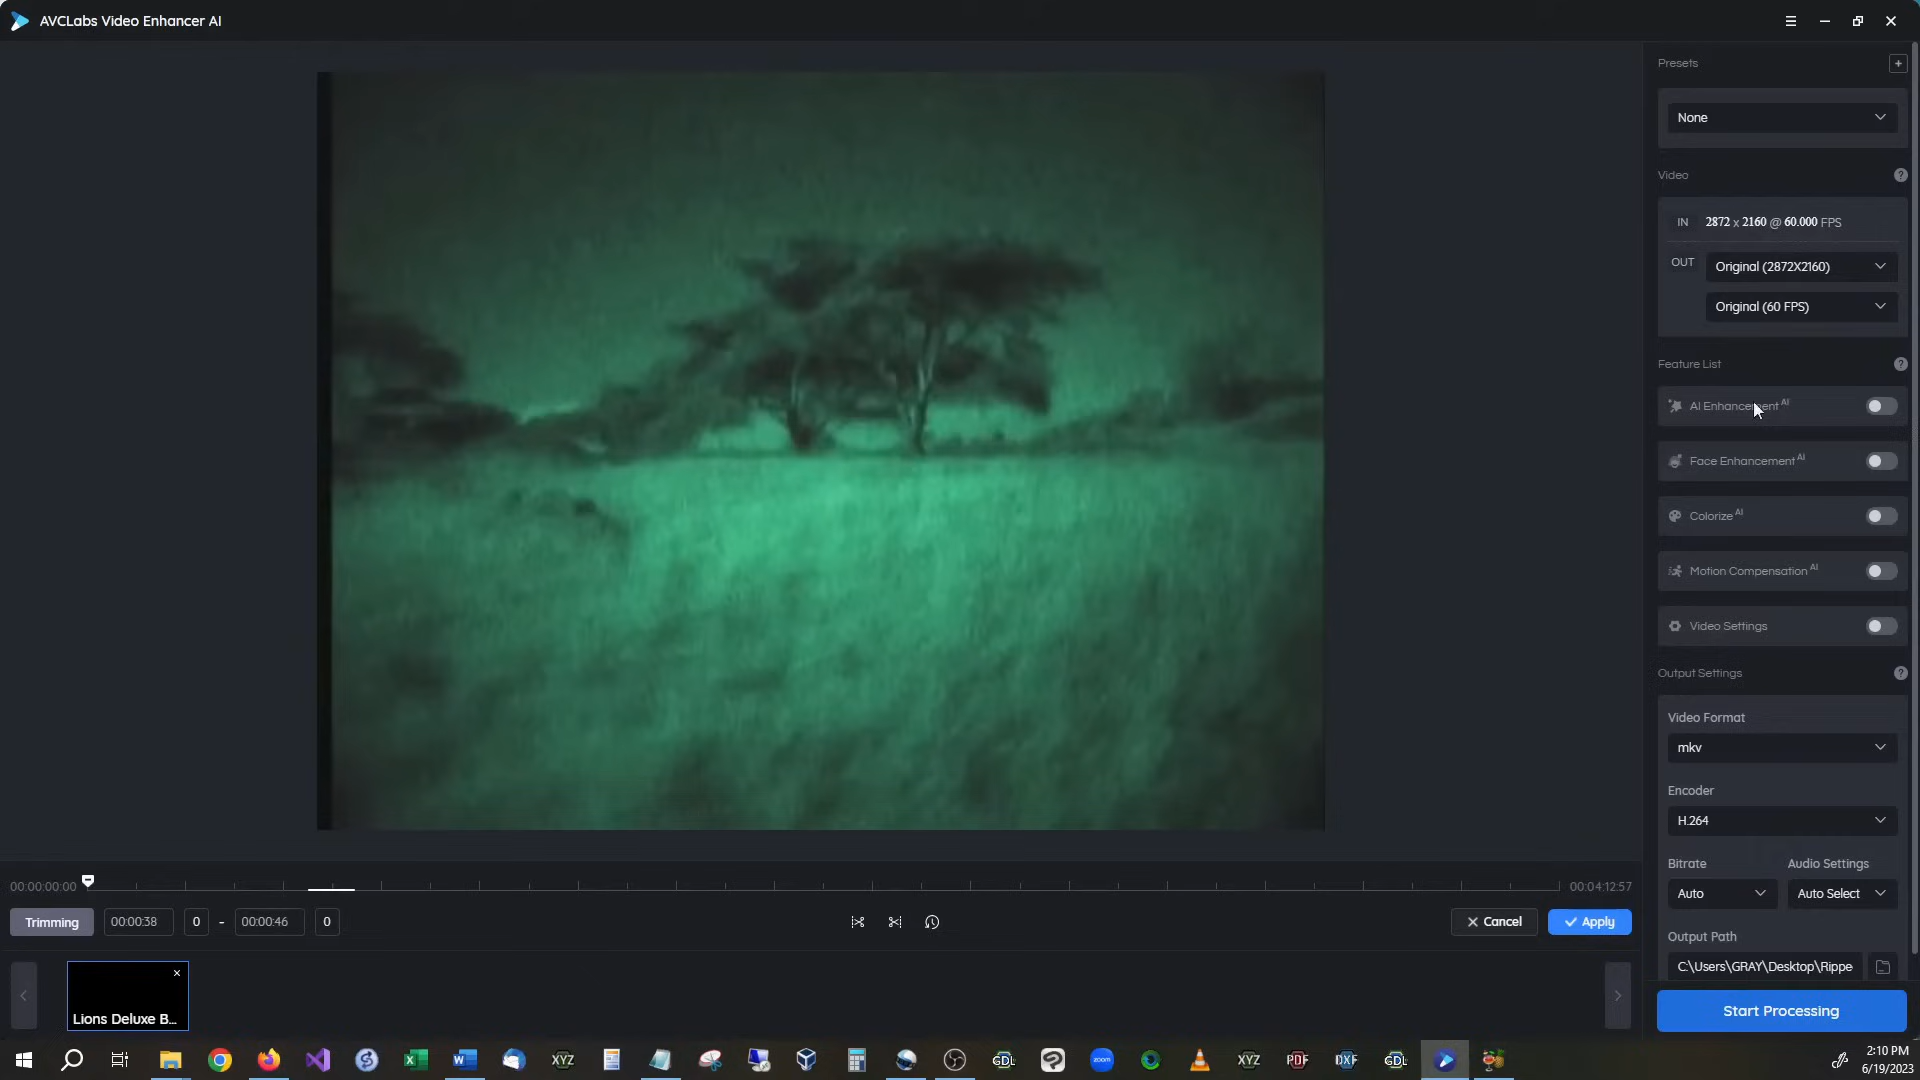 AVCLabs Video Enhancer AI
Presets
None
Video
IN 2872 x 2160 @ 60.000 FPS
OUT Original (2872X2160)
Original (60 FPS)
Feature List
AI Enhancement AI
Face Enhancement AI
Colorize AI
Motion Compensation AI
Video Settings
Output Settings
Video Format
mkv
Encoder
H.264
Bitrate Audio Settings
Auto Auto Select
Output Path
C:\Users\GRAY\Desktop\Rippe
Start Processing
00:00:00:00 00:04:12:57
Trimming 00:00:38 0 - 00:00:46 0 Cancel Apply
Lions Deluxe B...
XYZ GDL zoom XYZ PDF DXF GDL
2:10 PM
6/19/2023